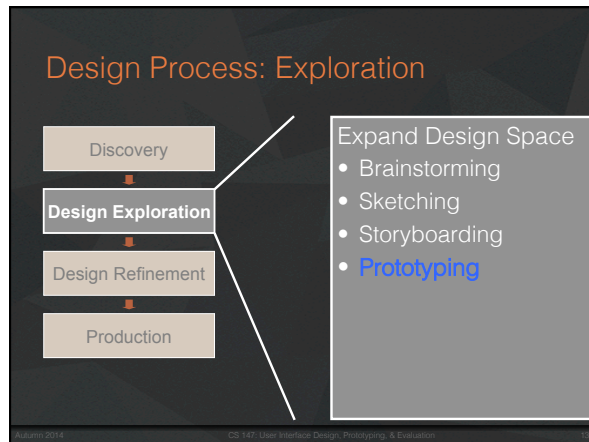 Design Process: Exploration
Discovery
Design Exploration
Design Refinement
Production
Expand Design Space
• Brainstorming
• Sketching
• Storyboarding
• Prototyping
Autumn 2014
CS 147: User Interface Design, Prototyping, & Evaluation